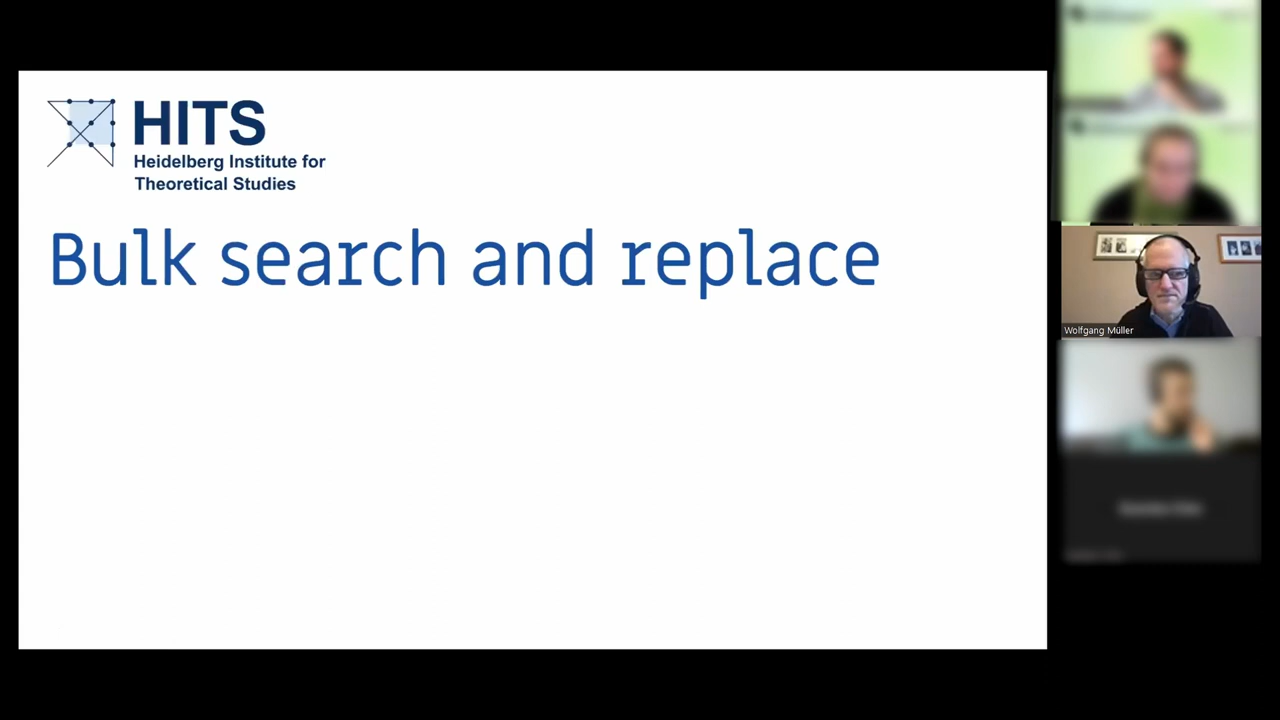 HITS
Heidelberg Institute for
Theoretical Studies
Bulk search and replace
Wolfgang Müller